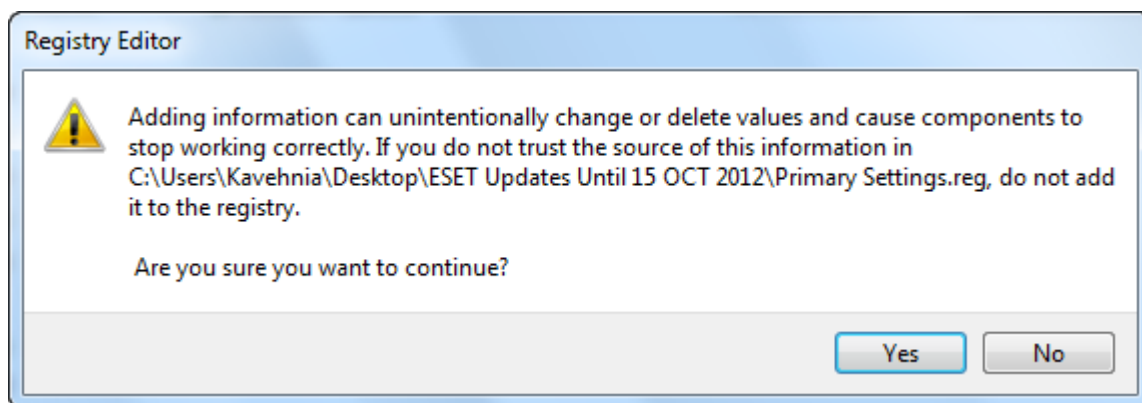 Registry Editor
Adding information can unintentionally change or delete values and cause components to
stop working correctly. If you do not trust the source of this information in
C:\Users\Kavehnia\Desktop\ESET Updates Until 15 OCT 2012\Primary Settings.reg, do not add
it to the registry.
Are you sure you want to continue?
Yes No